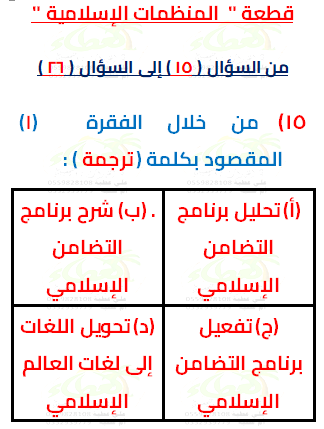 قطعة " المنظمات الإسلامية "
من السؤال ( ١٥ ) إلى السؤال ( ٢٦ )
١٥) من خلال الفقرة (١)
المقصود بكلمة ( ترجمة ) :
(أ) تحليل برنامج
التضامن
الإسلامي
. (ب) شرح برنامج
التضامن
الإسلامي
(ج) تفعيل
برنامج التضامن
الإسلامي
(د) تحويل اللغات
إلى لغات العالم
الإسلامي